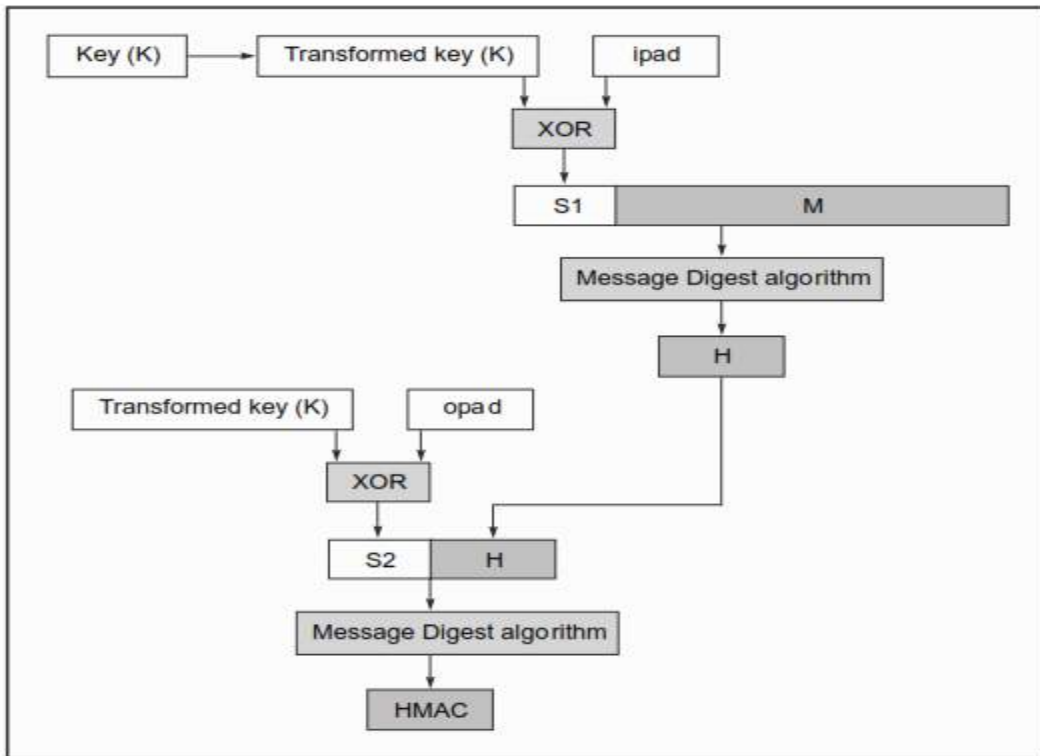 Key (K)
Transformed key (K)
ipad
XOR
S1
M
Message Digest algorithm
H
Transformed key (K)
opad
XOR
S2
H
Message Digest algorithm
HMAC